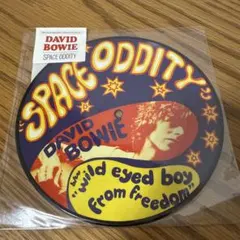 DAVID
BOWIE
SPACE ODDITY
"SPACE ODDITY"
DAVID
BOWIE
"wild eyed boy
from freedom"